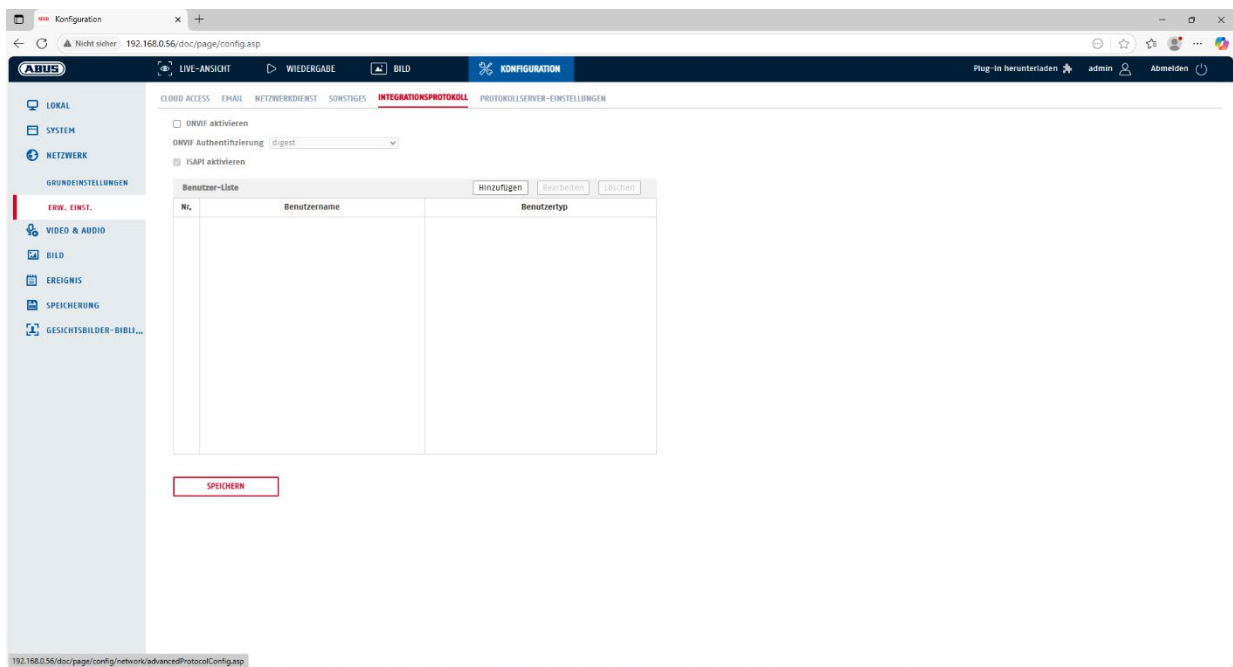 Konfiguration
Nicht sicher 192.168.0.56/doc/page/config.asp
ABUS LIVE-ANSICHT WIEDERGABE BILD KONFIGURATION Plug-In herunterladen admin Abmelden
CLOUD ACCESS EMAIL NETZWERKDIENST SONSTIGES INTEGRATIONSPROTOKOLL PROTOKOLLSERVER-EINSTELLUNGEN
LOKAL
SYSTEM
NETZWERK
GRUNDEINSTELLUNGEN
ERW. EINST.
VIDEO & AUDIO
BILD
EREIGNIS
SPEICHERUNG
GESICHTSBILDER-BIBLI...
ONVIF aktivieren
ONVIF Authentifizierung digest
ISAPI aktivieren
Benutzer-Liste Hinzufügen Bearbeiten Löschen
Nr. Benutzername Benutzertyp
SPEICHERN
192.168.0.56/doc/page/config/network/advancedProtocolConfig.asp